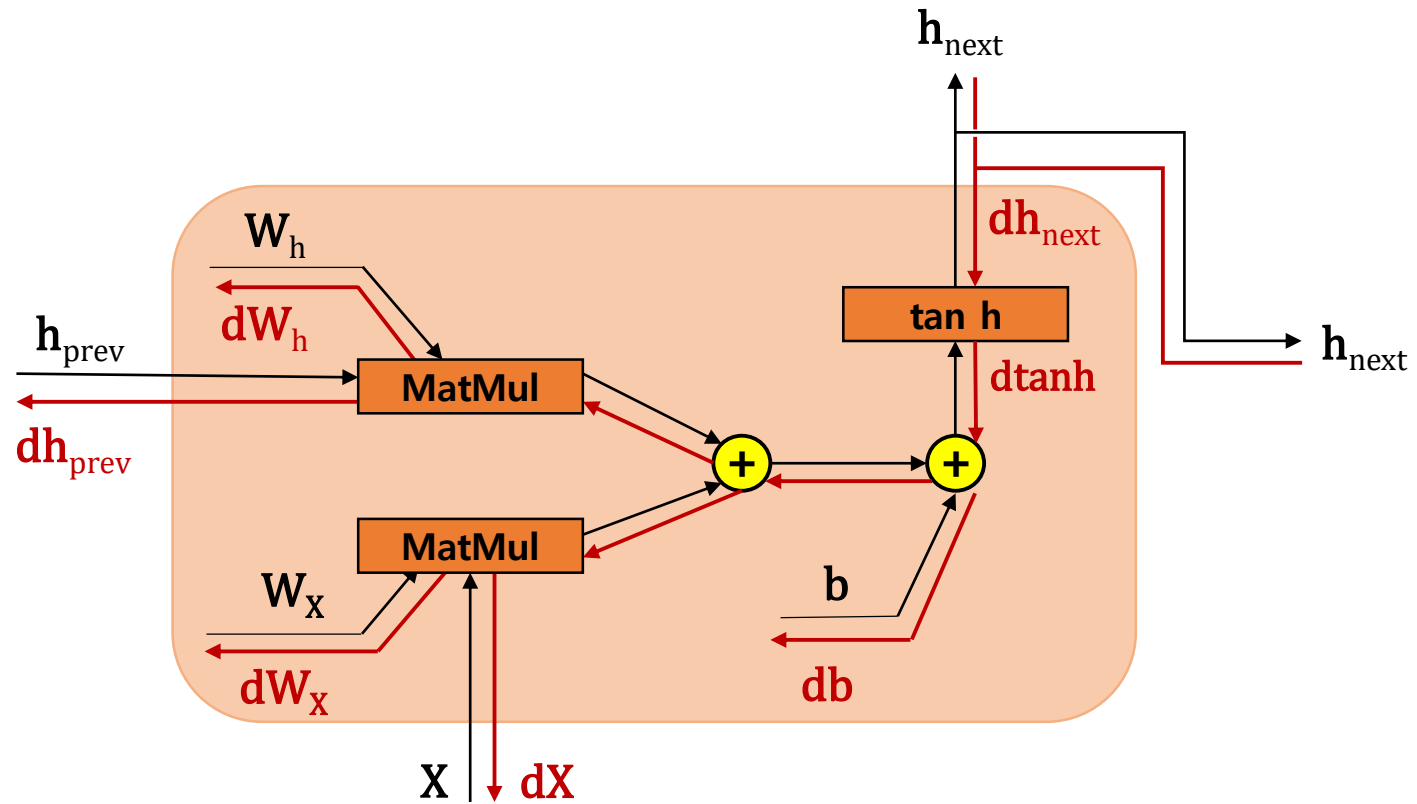 h_next
W_h
dh_next
dW_h
tan h
h_prev
MatMul
dtanh
h_next
dh_prev
+
+
MatMul
W_X
b
dW_X
db
X
dX